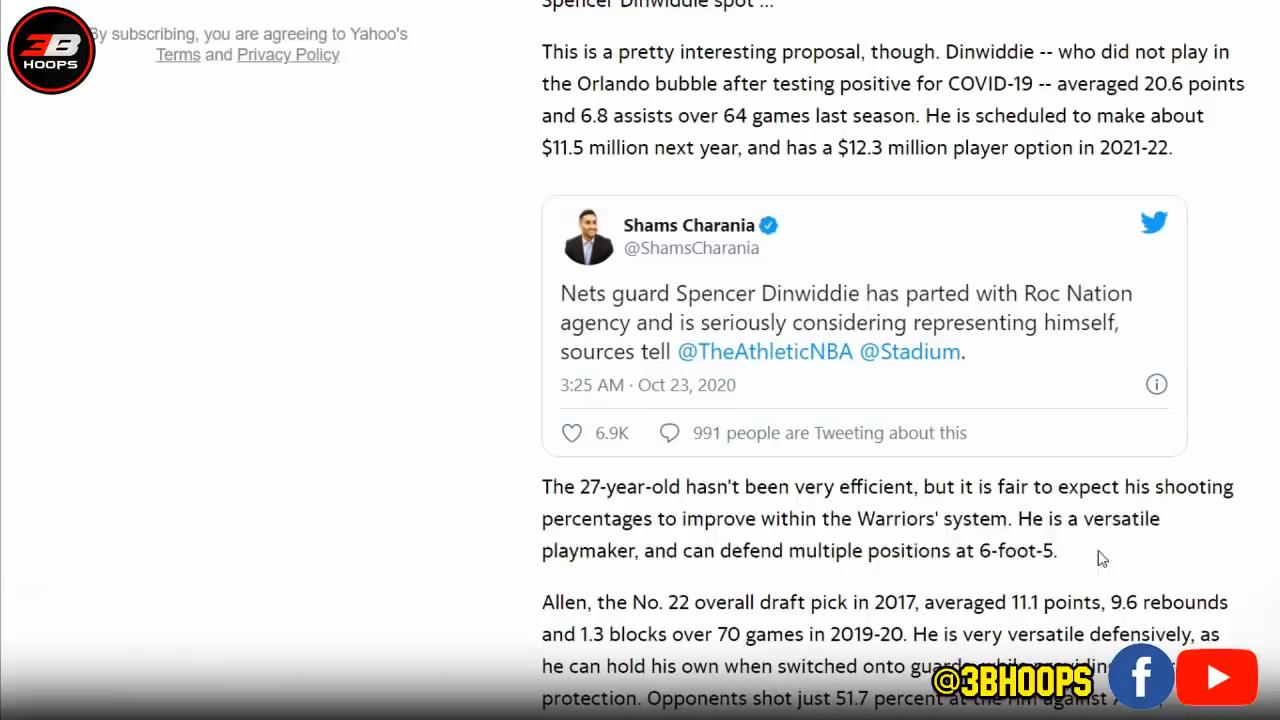 3B
HOOPS
By subscribing, you are agreeing to Yahoo's
Terms and Privacy Policy
Spencer Dinwiddie spot ...
This is a pretty interesting proposal, though. Dinwiddie -- who did not play in
the Orlando bubble after testing positive for COVID-19 -- averaged 20.6 points
and 6.8 assists over 64 games last season. He is scheduled to make about
$11.5 million next year, and has a $12.3 million player option in 2021-22.
Shams Charania
@ShamsCharania
Nets guard Spencer Dinwiddie has parted with Roc Nation
agency and is seriously considering representing himself,
sources tell @TheAthleticNBA @Stadium.
3:25 AM · Oct 23, 2020
6.9K 991 people are Tweeting about this
The 27-year-old hasn't been very efficient, but it is fair to expect his shooting
percentages to improve within the Warriors' system. He is a versatile
playmaker, and can defend multiple positions at 6-foot-5.
Allen, the No. 22 overall draft pick in 2017, averaged 11.1 points, 9.6 rebounds
and 1.3 blocks over 70 games in 2019-20. He is very versatile defensively, as
he can hold his own when switched onto guards while providing
protection. Opponents shot just 51.7 percent at the rim against
@3BHOOPS